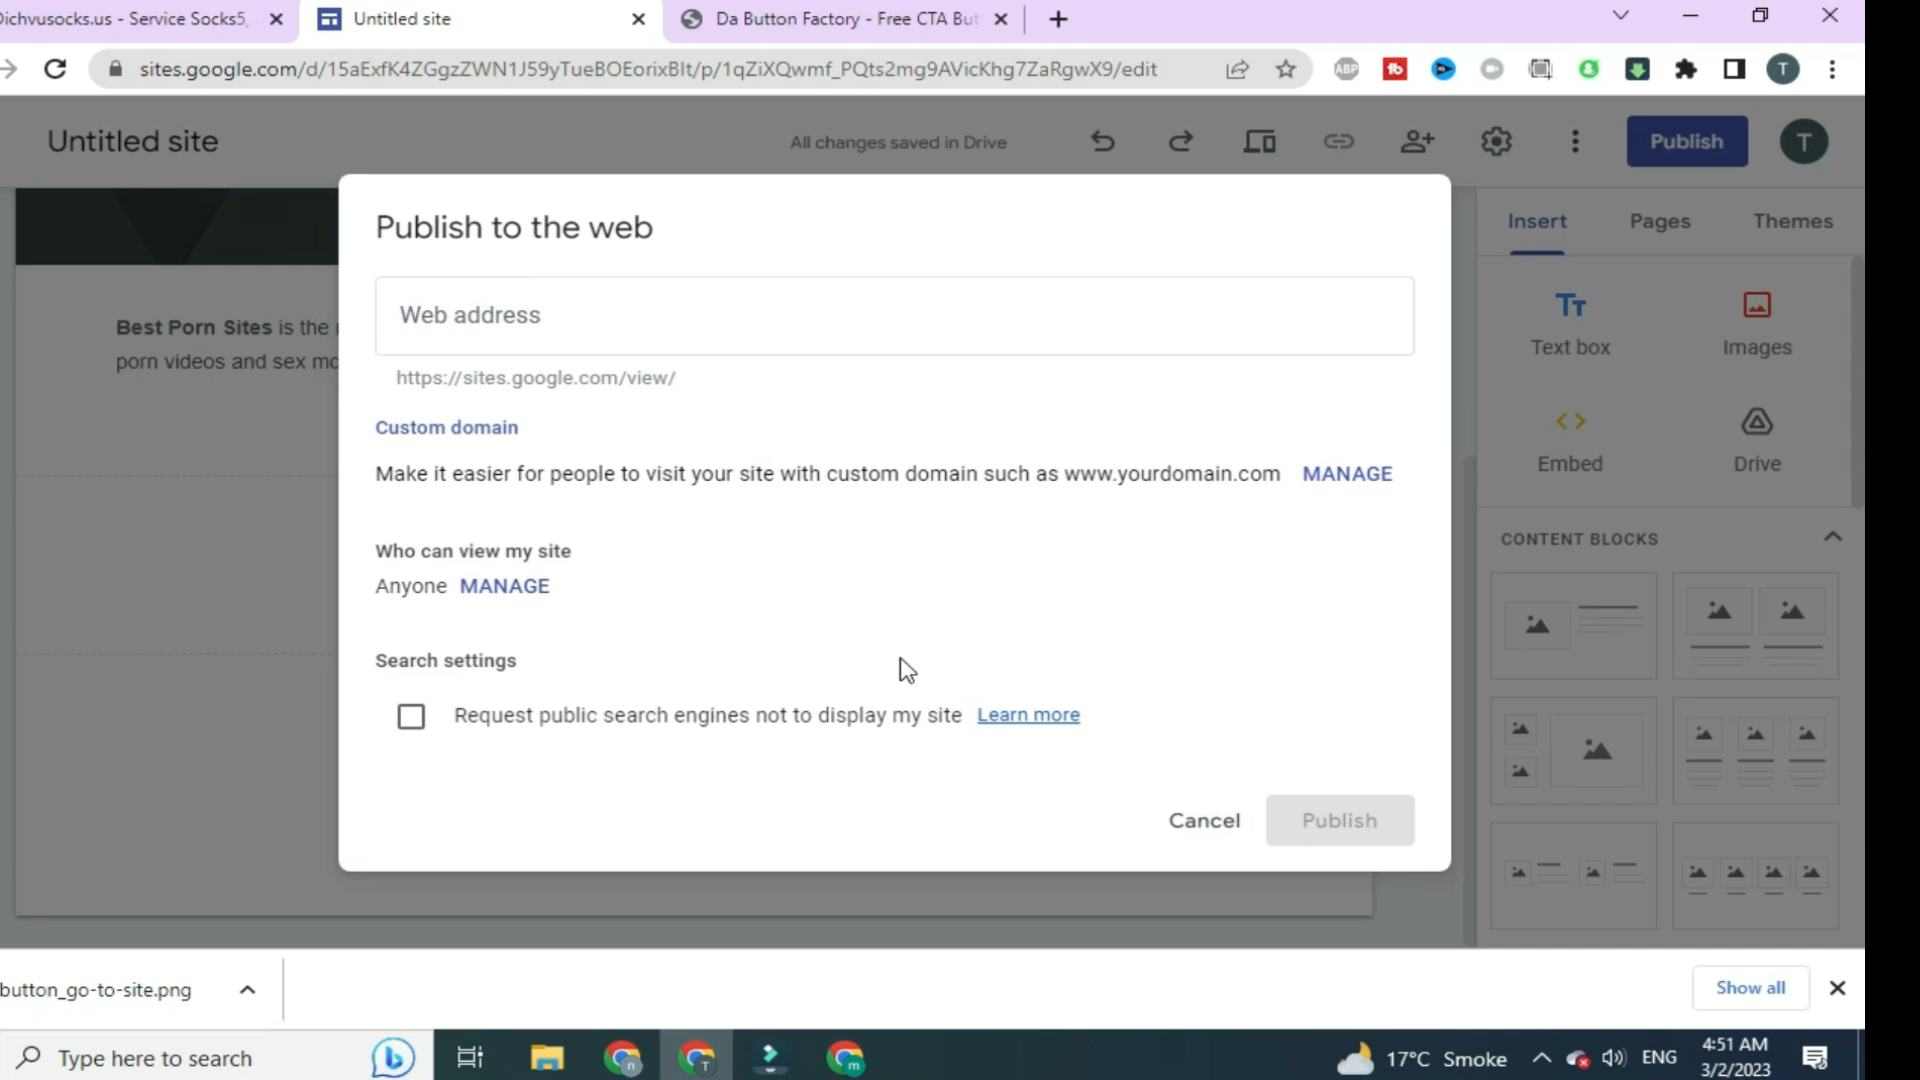 Dichvusocks.us - Service Socks5,
Untitled site
Da Button Factory - Free CTA But
sites.google.com/d/15aExfK4ZGgzZWN1J59yTueBOEorixBIt/p/1qZiXQwmf_PQts2mg9AVicKhg7ZaRgwX9/edit
ABP
tb
T
Untitled site
All changes saved in Drive
Publish
T
Publish to the web
Web address
https://sites.google.com/view/
Custom domain
Make it easier for people to visit your site with custom domain such as www.yourdomain.com MANAGE
Who can view my site
Anyone MANAGE
Search settings
Request public search engines not to display my site Learn more
Cancel
Publish
Best Porn Sites is the
porn videos and sex mo
Insert
Pages
Themes
Text box
Images
Embed
Drive
CONTENT BLOCKS
button_go-to-site.png
Show all
Type here to search
n
T
m
17°C Smoke
ENG
4:51 AM
3/2/2023